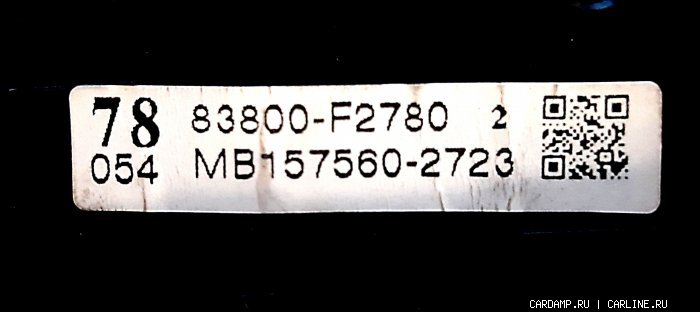 78 83800-F2780 2
054 MB157560-2723
CARDAMP.RU | CARLINE.RU